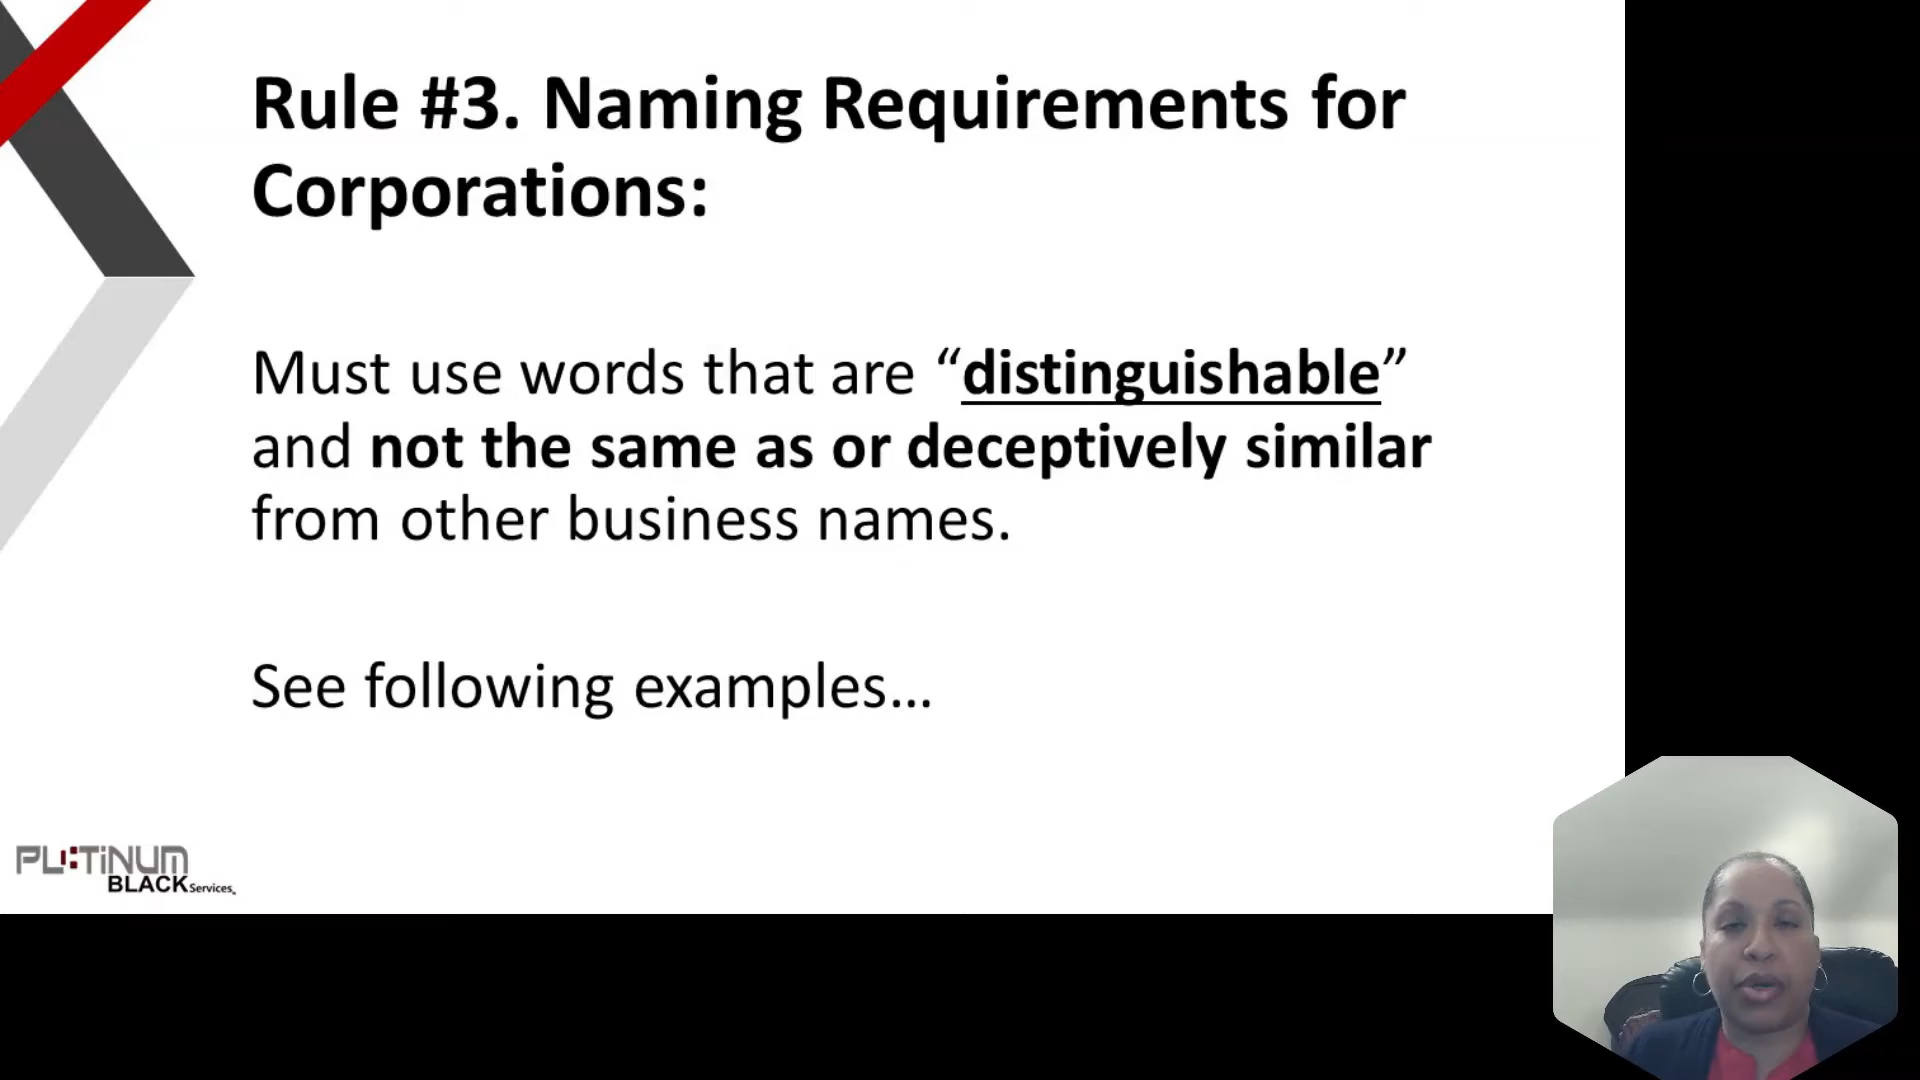 Rule #3. Naming Requirements for
Corporations:
Must use words that are “distinguishable”
and not the same as or deceptively similar
from other business names.
See following examples...
PLATINUM
BLACK Services